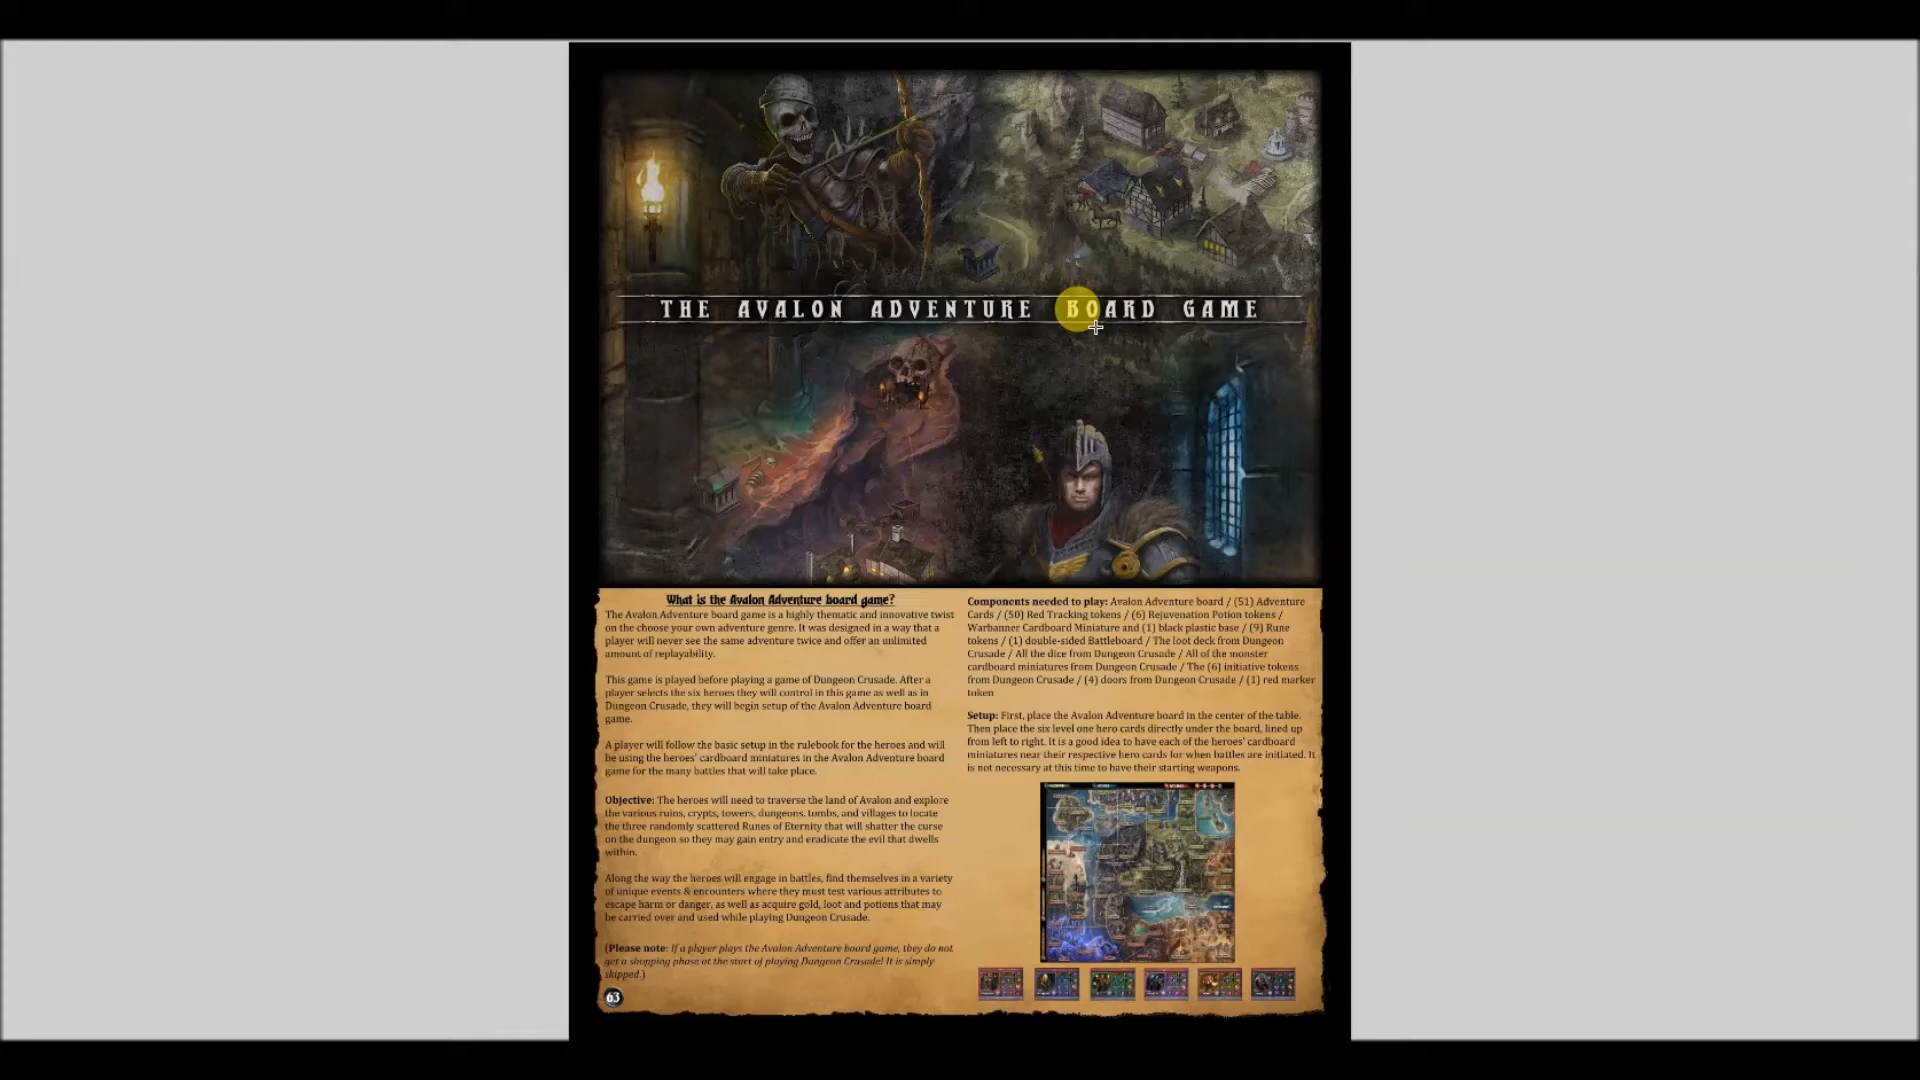 THE AVALON ADVENTURE BOARD GAME
What is the Avalon Adventure board game?
The Avalon Adventure board game is a highly thematic and innovative twist
on the choose your own adventure genre. It was designed in a way that a
player will never see the same adventure twice and offer an unlimited
amount of replayability.
This game is played before playing a game of Dungeon Crusade. After a
player selects the six heroes they will control in this game as well as in
Dungeon Crusade, they will begin setup of the Avalon Adventure board
game.
A player will follow the basic setup in the rulebook for the heroes and will
be using the heroes' cardboard miniatures in the Avalon Adventure board
game for the many battles that will take place.
Objective: The heroes will need to traverse the land of Avalon and explore
the various ruins, crypts, towers, dungeons, tombs, and villages to locate
the three randomly scattered Runes of Eternity that will shatter the curse
on the dungeon so they may gain entry and eradicate the evil that dwells
within.
Along the way the heroes will engage in battles, find themselves in a variety
of unique events & encounters where they must test various attributes to
escape harm or danger, as well as acquire gold, loot and potions that may
be carried over and used while playing Dungeon Crusade.
(Please note: If a player plays the Avalon Adventure board game, they do not
get a shopping phase at the start of playing Dungeon Crusade! It is simply
skipped.)
63
Components needed to play: Avalon Adventure board / (51) Adventure
Cards / (50) Red Tracking tokens / (6) Rejuvenation Potion tokens /
Warbanner Cardboard Miniature and (1) black plastic base / (9) Rune
tokens / (1) double-sided Battleboard / The loot deck from Dungeon
Crusade / All the dice from Dungeon Crusade / All of the monster
cardboard miniatures from Dungeon Crusade / The (6) initiative tokens
from Dungeon Crusade / (4) doors from Dungeon Crusade / (1) red marker
token
Setup: First, place the Avalon Adventure board in the center of the table.
Then place the six level one hero cards directly under the board, lined up
from left to right. It is a good idea to have each of the heroes' cardboard
miniatures near their respective hero cards for when battles are initiated. It
is not necessary at this time to have their starting weapons.